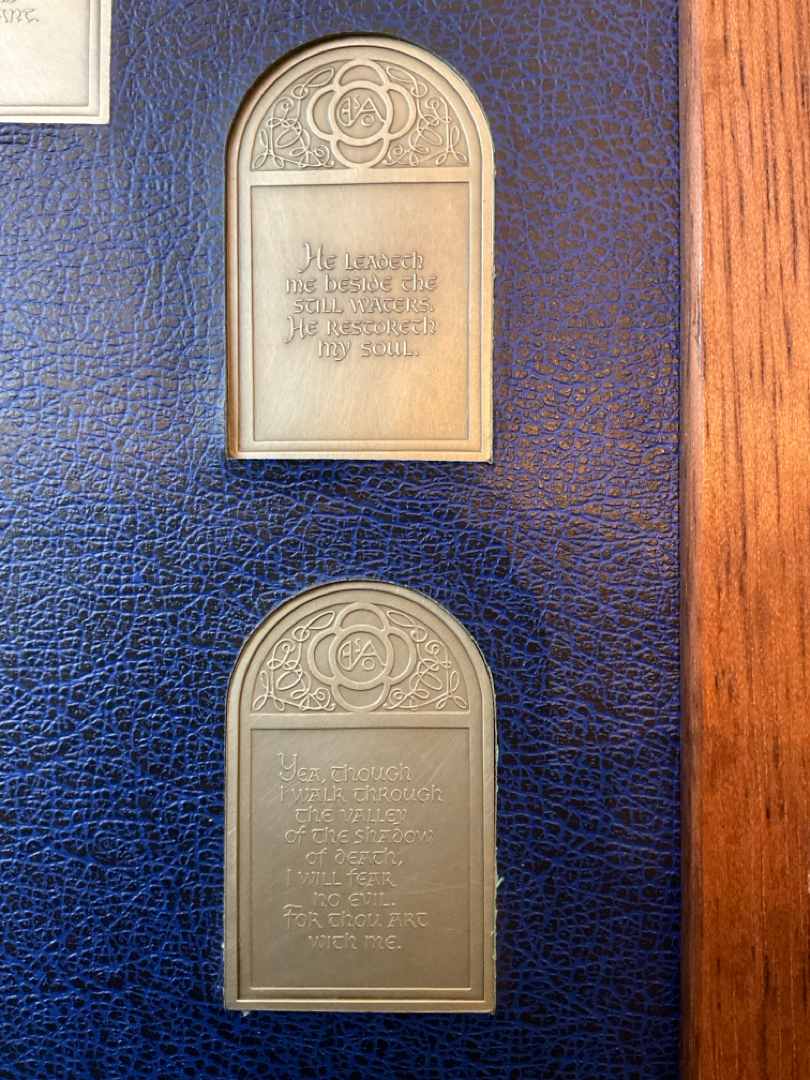 ANT.
He leadeth
me beside the
still waters.
He restoreth
my soul.
Yea, though
I walk through
the valley
of the shadow
of death,
I will fear
no evil.
For thou art
with me.